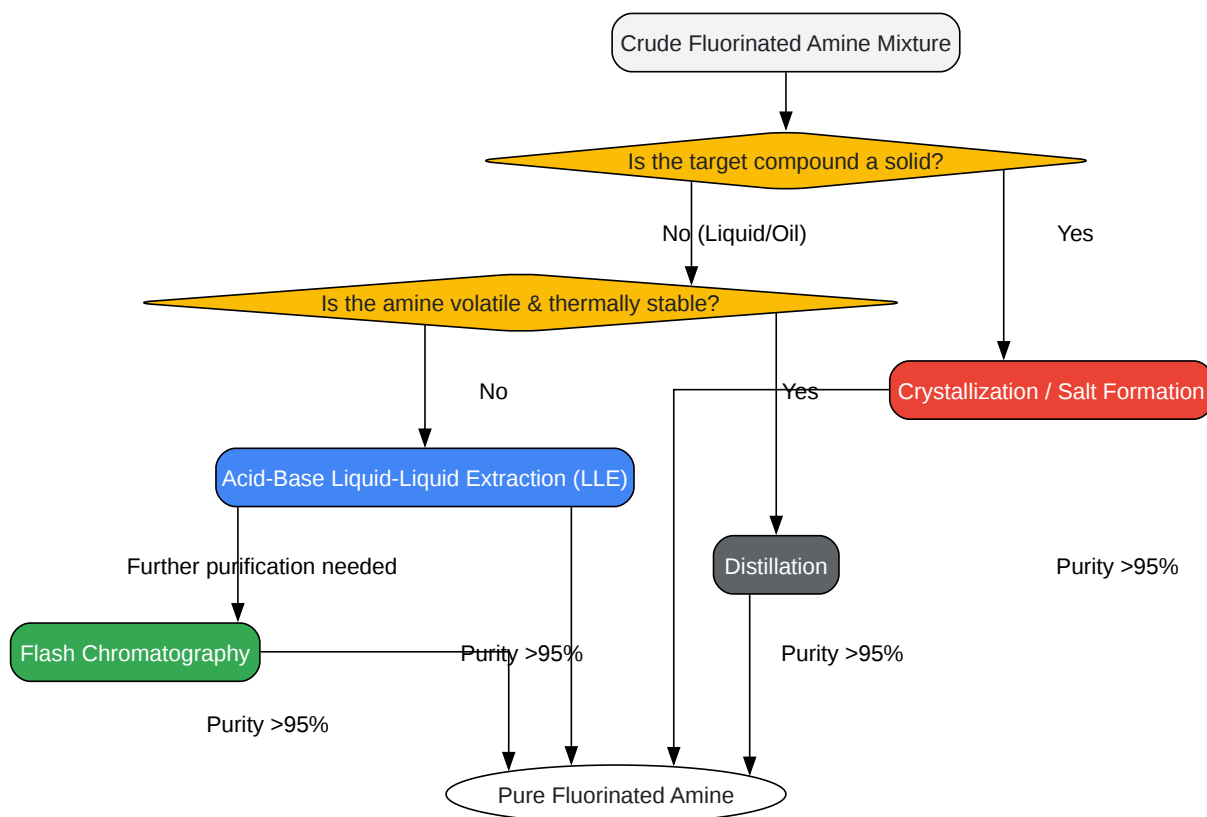 Crude Fluorinated Amine Mixture
Is the target compound a solid?
No (Liquid/Oil)
Yes
Is the amine volatile & thermally stable?
No
Yes
Crystallization / Salt Formation
Acid-Base Liquid-Liquid Extraction (LLE)
Further purification needed
Distillation
Purity >95%
Flash Chromatography
Purity >95%
Purity >95%
Purity >95%
Pure Fluorinated Amine